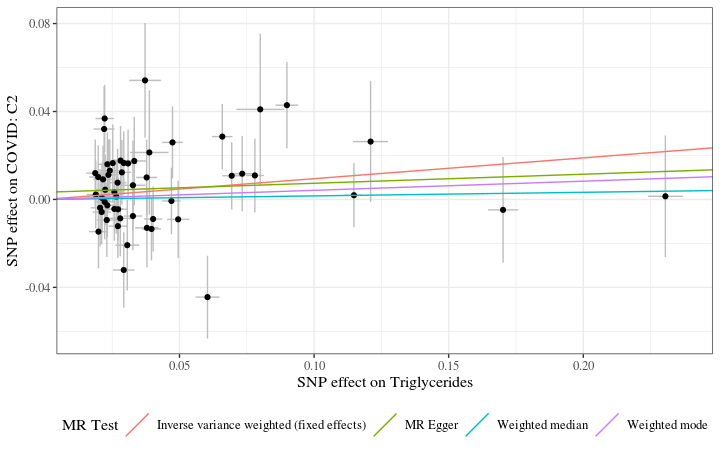 0.08
0.04
0.00
-0.04
SNP effect on COVID: C2
0.05 0.10 0.15 0.20
SNP effect on Triglycerides
MR Test Inverse variance weighted (fixed effects) MR Egger Weighted median Weighted mode